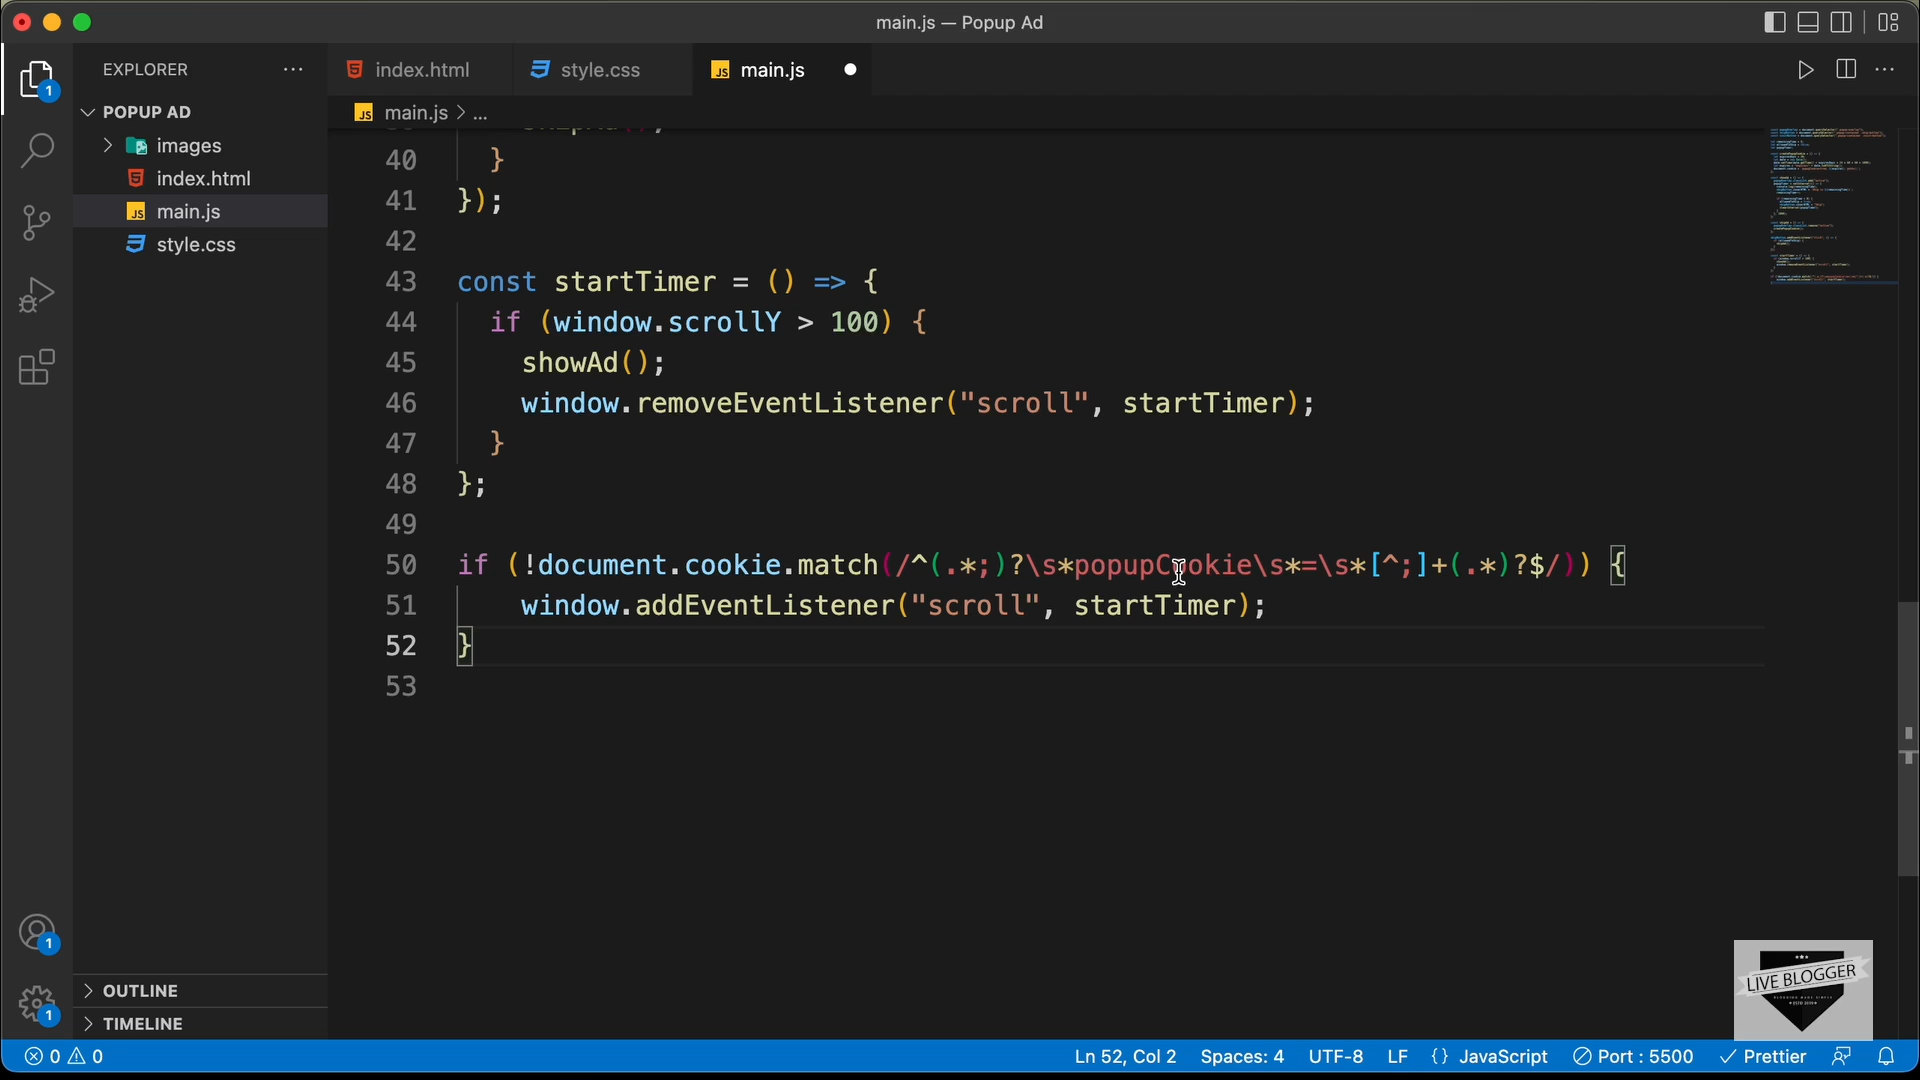 main.js — Popup Ad
EXPLORER
index.html
style.css
main.js
POPUP AD
main.js > ...
images
index.html
main.js
style.css
40 }
41 });
42
43 const startTimer = () => {
44 if (window.scrollY > 100) {
45 showAd();
46 window.removeEventListener("scroll", startTimer);
47 }
48 };
49
50 if (!document.cookie.match(/^(.*;)?\s*popupCookie\s*=\s*[^;]+(.*)?$/)) {
51 window.addEventListener("scroll", startTimer);
52 }
53
1
1
1
OUTLINE
TIMELINE
LIVE BLOGGER
0 0
Ln 52, Col 2 Spaces: 4 UTF-8 LF {} JavaScript Port : 5500 Prettier